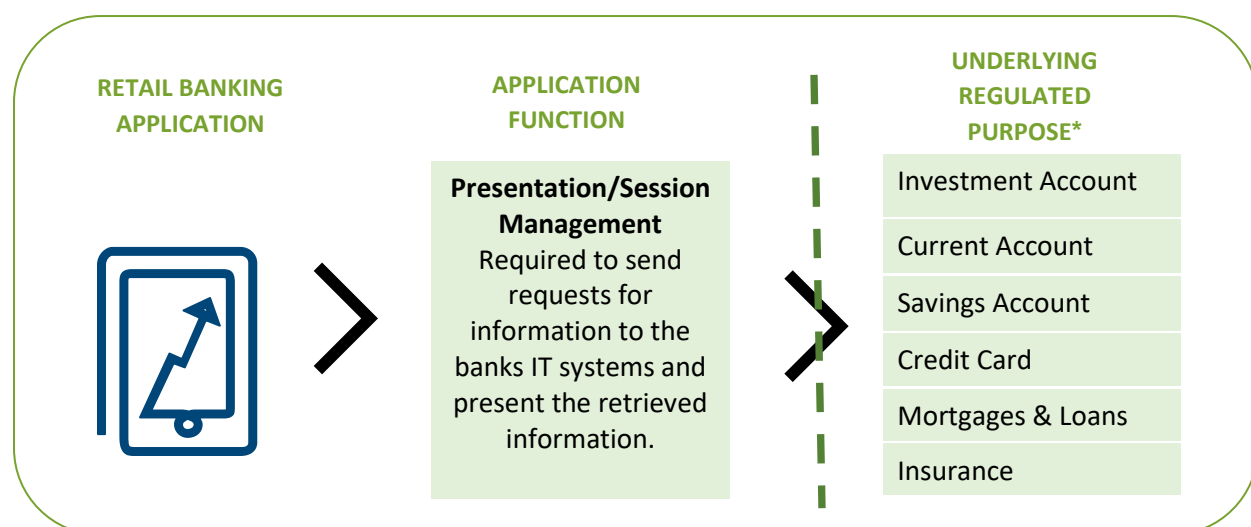 RETAIL BANKING
APPLICATION
APPLICATION
FUNCTION
Presentation/Session
Management
Required to send
requests for
information to the
banks IT systems and
present the retrieved
information.
UNDERLYING
REGULATED
PURPOSE*
Investment Account
Current Account
Savings Account
Credit Card
Mortgages & Loans
Insurance